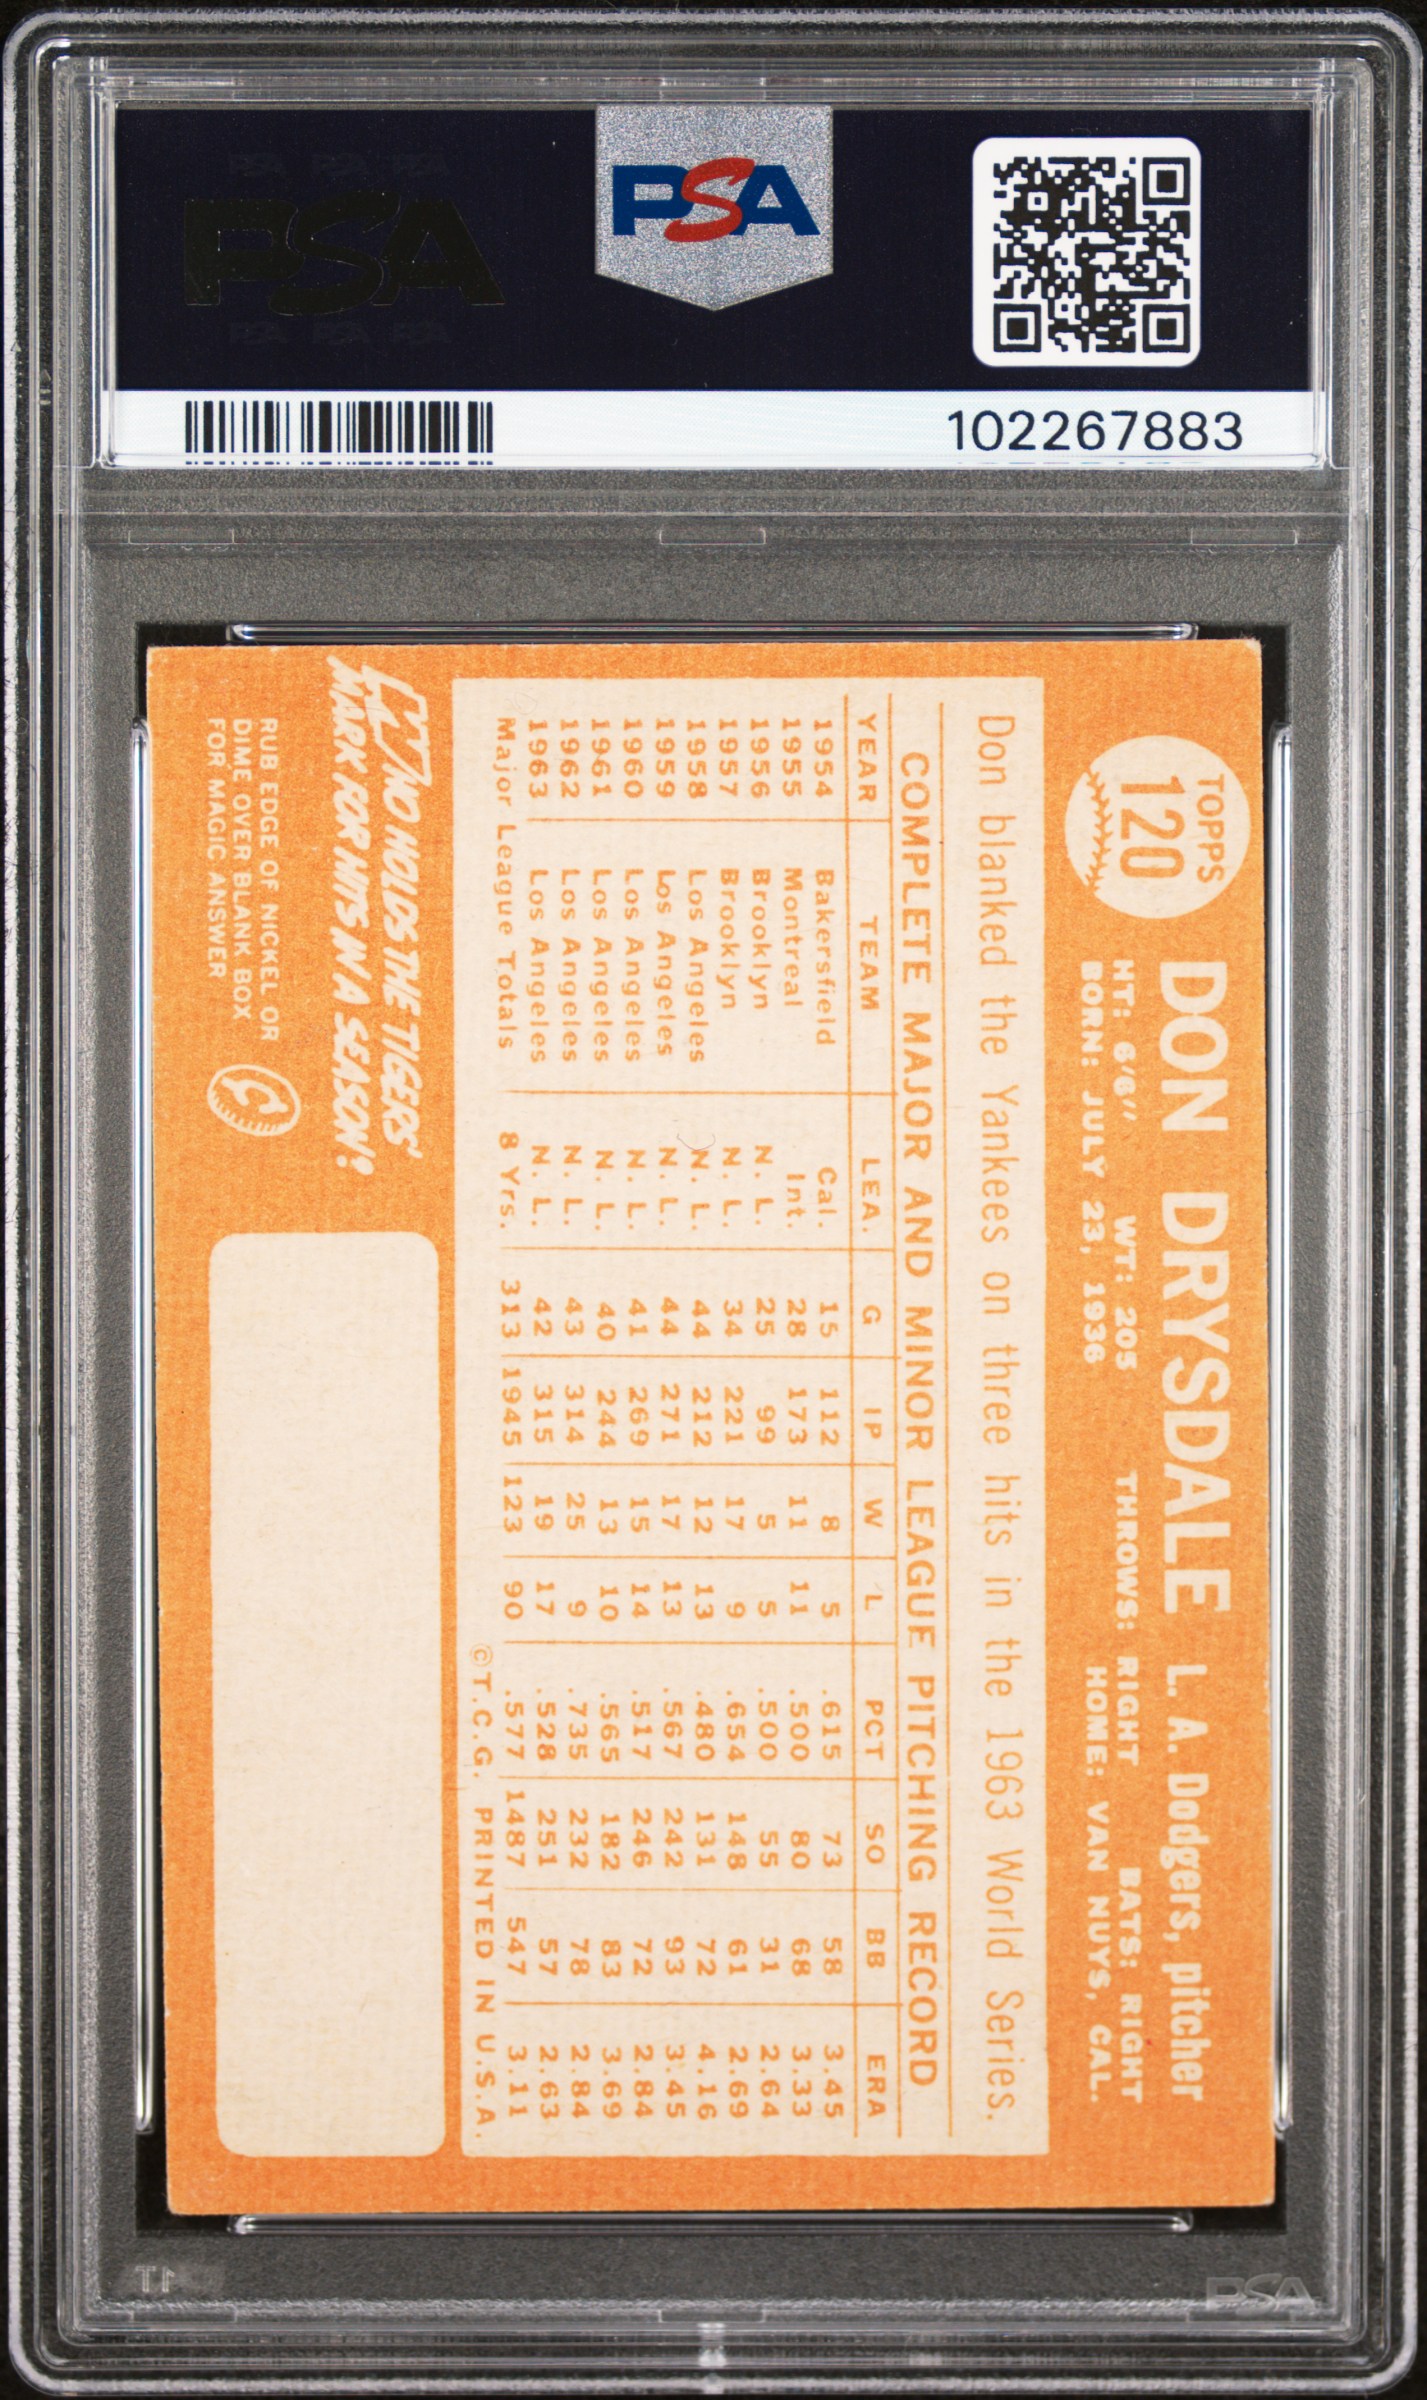 PSA
PSA
102267883
TOPPS
120
DON DRYSDALE L. A. Dodgers, pitcher
HT: 6'6" WT: 205 THROWS: RIGHT BATS: RIGHT
BORN: JULY 23, 1936 HOME: VAN NUYS, CAL.
Don blanked the Yankees on three hits in the 1963 World Series.
COMPLETE MAJOR AND MINOR LEAGUE PITCHING RECORD
YEAR TEAM LEA. G IP W L PCT SO BB ERA
1954 Bakersfield Cal. 15 112 8 5 .615 73 58 3.45
1955 Montreal Int. 28 173 11 11 .500 80 68 3.33
1956 Brooklyn N. L. 25 99 5 5 .500 55 31 2.64
1957 Brooklyn N. L. 34 221 17 9 .654 148 61 2.69
1958 Los Angeles N. L. 44 212 12 13 .480 131 72 4.16
1959 Los Angeles N. L. 44 271 17 13 .567 242 93 3.45
1960 Los Angeles N. L. 41 269 15 14 .517 246 72 2.84
1961 Los Angeles N. L. 40 244 13 10 .565 182 83 3.69
1962 Los Angeles N. L. 43 314 25 9 .735 232 78 2.84
1963 Los Angeles N. L. 42 315 19 17 .528 251 57 2.63
Major League Totals 8 Yrs. 313 1945 123 90 .577 1487 547 3.11
©T.C.G. PRINTED IN U.S.A.
WHO HOLDS THE TIGERS'
MARK FOR HITS IN A SEASON?
RUB EDGE OF NICKEL OR
DIME OVER BLANK BOX
FOR MAGIC ANSWER
PSA